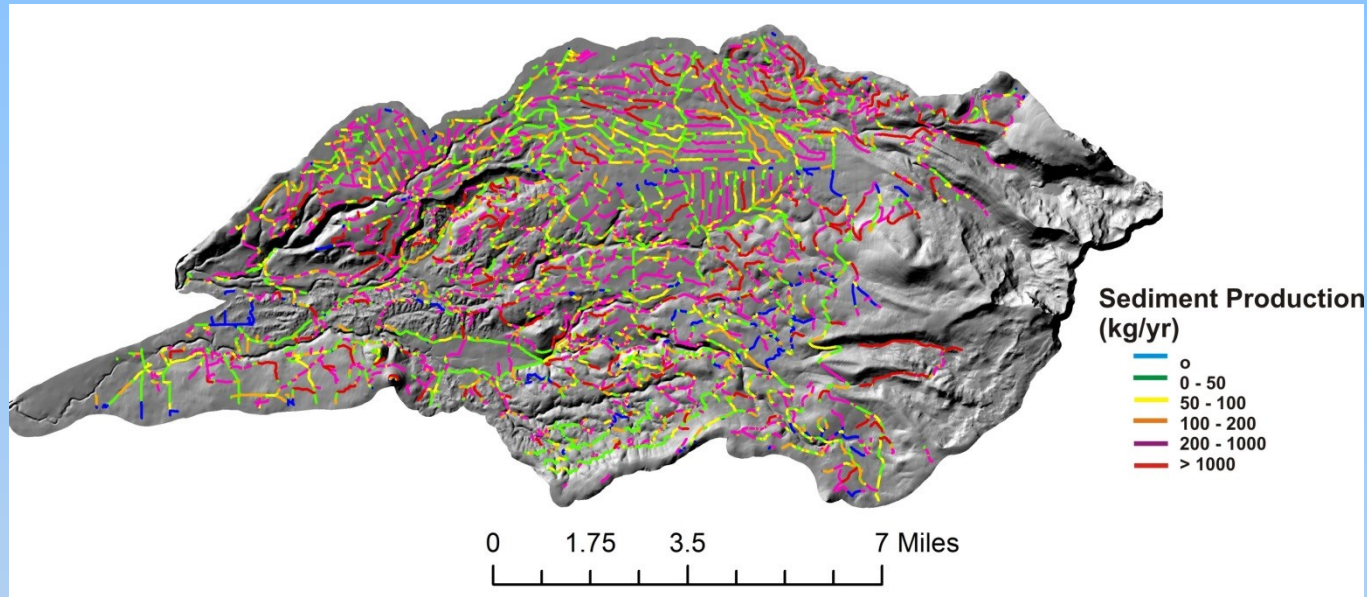 Sediment Production
(kg/yr)
o
0 - 50
50 - 100
100 - 200
200 - 1000
> 1000
0 1.75 3.5 7 Miles